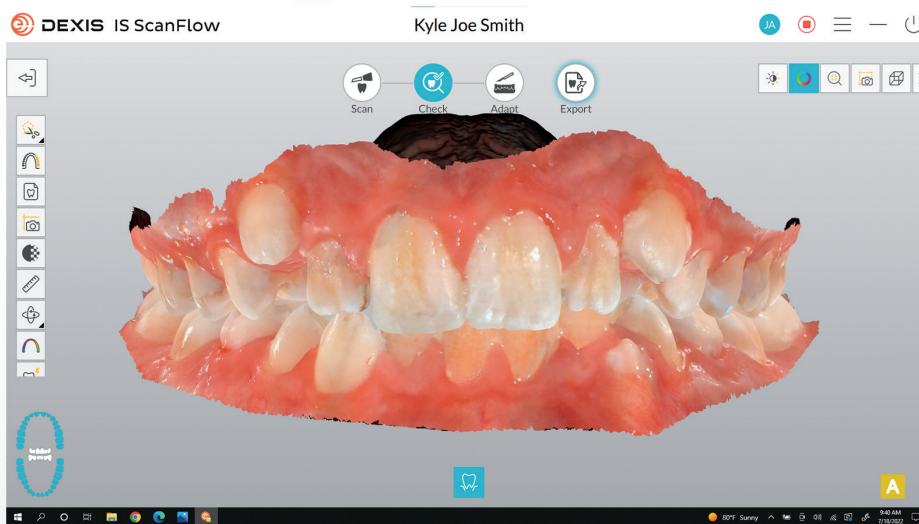 DEXIS IS ScanFlow
Kyle Joe Smith
JA
Scan
Check
Adapt
Export
A
80°F Sunny
9:40 AM
7/18/2022